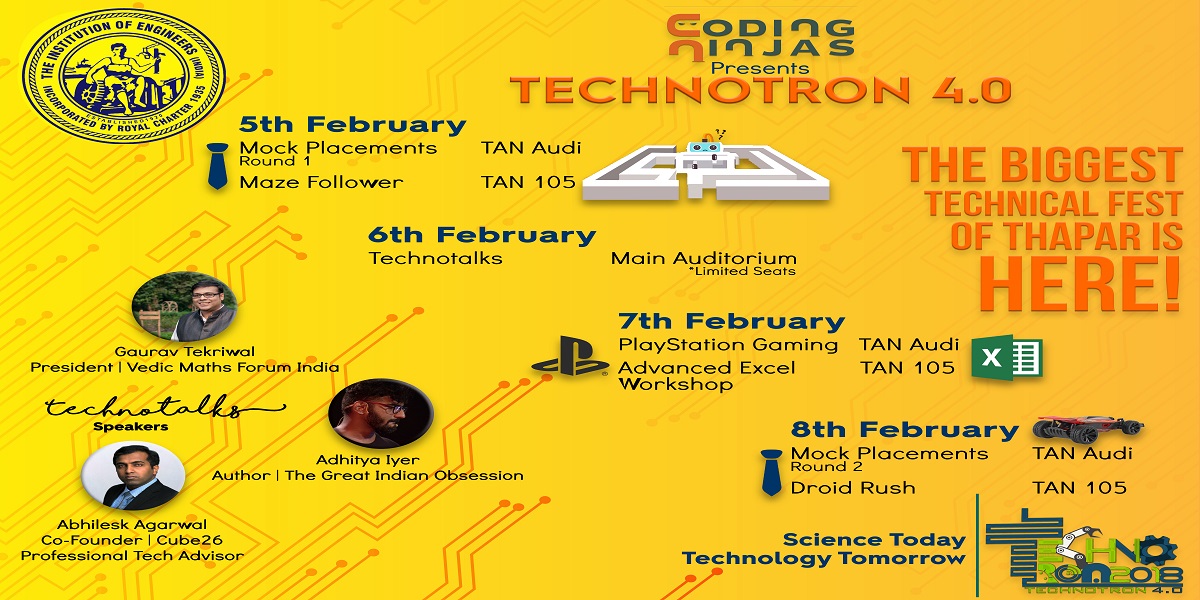 THE INSTITUTION OF ENGINEERS (INDIA)
INCORPORATED BY ROYAL CHARTER 1935
ESTABLISHED 1920
CODING
NINJAS
Presents
TECHNOTRON 4.0
5th February
Mock Placements TAN Audi
Round 1
Maze Follower TAN 105
THE BIGGEST
TECHNICAL FEST
OF THAPAR IS
HERE!
6th February
Technotalks Main Auditorium
*Limited Seats
7th February
PlayStation Gaming TAN Audi
Advanced Excel TAN 105
Workshop
X
Gaurav Tekriwal
President | Vedic Maths Forum India
technotalks
Speakers
Adhitya Iyer
Author | The Great Indian Obsession
Abhilesk Agarwal
Co-Founder | Cube26
Professional Tech Advisor
8th February
Mock Placements TAN Audi
Round 2
Droid Rush TAN 105
Science Today
Technology Tomorrow
TECHNOTRON 4.0